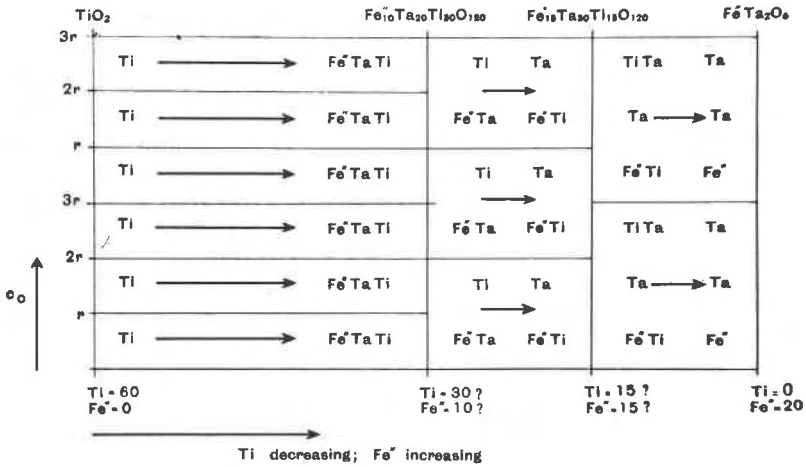 TiO₂ Fe″₁₀Ta₂₀Ti₃₀O₁₂₀ Fe″₁₅Ta₃₀Ti₁₅O₁₂₀ Fe″Ta₂O₆
3r
Ti Fe″TaTi Ti Ta TiTa Ta
2r
Ti Fe″TaTi Fe″Ta Fe″Ti Ta Ta
r
Ti Fe″TaTi Ti Ta Fe″Ti Fe″
3r
Ti Fe″TaTi Fe″Ta Fe″Ti TiTa Ta
2r
Ti Fe″TaTi Ti Ta Ta Ta
c₀
r
Ti Fe″TaTi Fe″Ta Fe″Ti Fe″Ti Fe″
Ti=60 Ti=30? Ti=15? Ti=0
Fe″=0 Fe″=10? Fe″=15? Fe″=20
Ti decreasing; Fe″ increasing